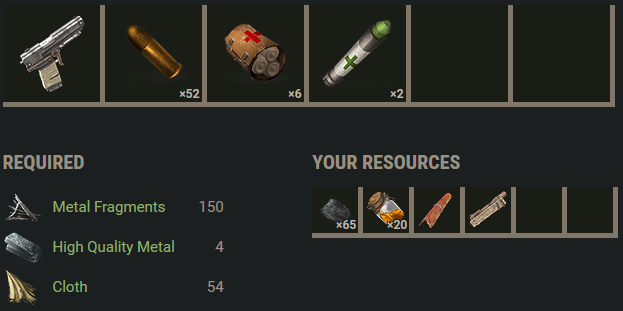 ×52
×6
×2
REQUIRED
Metal Fragments 150
High Quality Metal 4
Cloth 54
YOUR RESOURCES
×65
×20